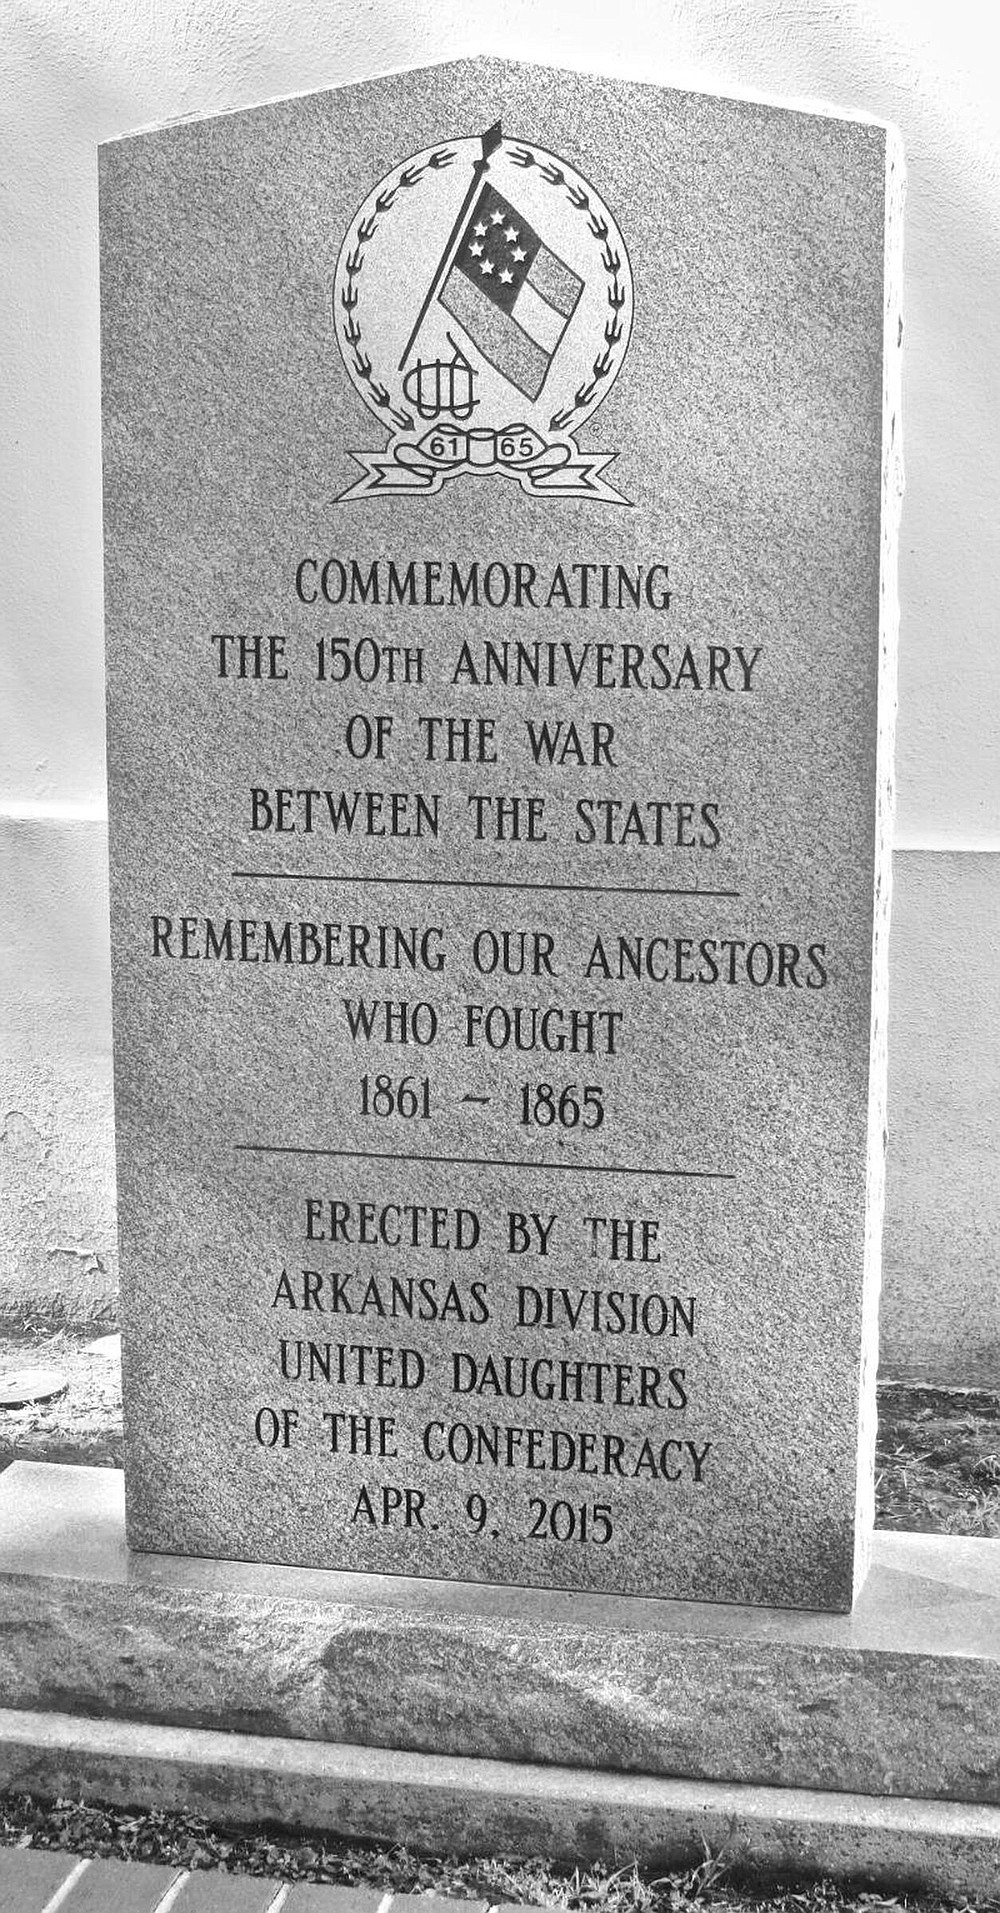 61 65
COMMEMORATING
THE 150TH ANNIVERSARY
OF THE WAR
BETWEEN THE STATES
REMEMBERING OUR ANCESTORS
WHO FOUGHT
1861 – 1865
ERECTED BY THE
ARKANSAS DIVISION
UNITED DAUGHTERS
OF THE CONFEDERACY
APR. 9, 2015